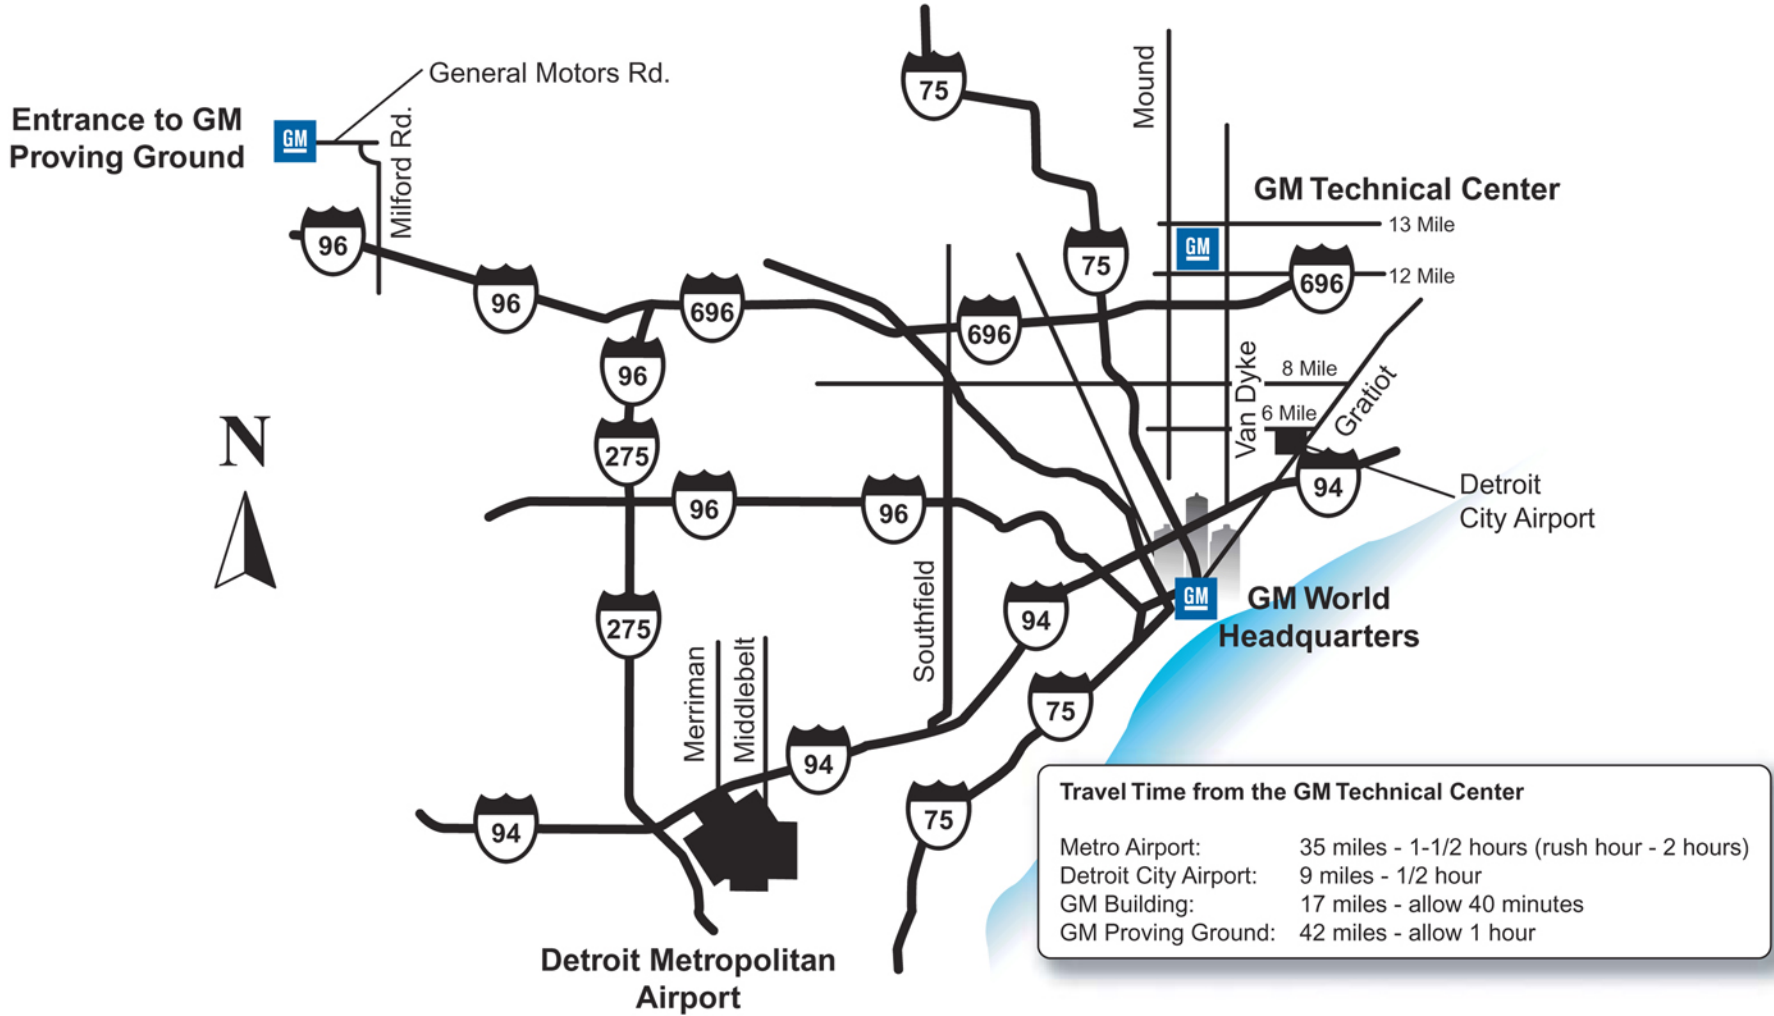 General Motors Rd.
Entrance to GM
Proving Ground
GM
Milford Rd.
96
96
696
96
275
96
96
275
N
75
75
Mound
GM Technical Center
13 Mile
GM
12 Mile
696
696
Van Dyke
8 Mile
6 Mile
Gratiot
94
Detroit
City Airport
Southfield
94
GM
GM World
Headquarters
75
Merriman
Middlebelt
94
75
94
Detroit Metropolitan
Airport
Travel Time from the GM Technical Center
Metro Airport: 35 miles - 1-1/2 hours (rush hour - 2 hours)
Detroit City Airport: 9 miles - 1/2 hour
GM Building: 17 miles - allow 40 minutes
GM Proving Ground: 42 miles - allow 1 hour